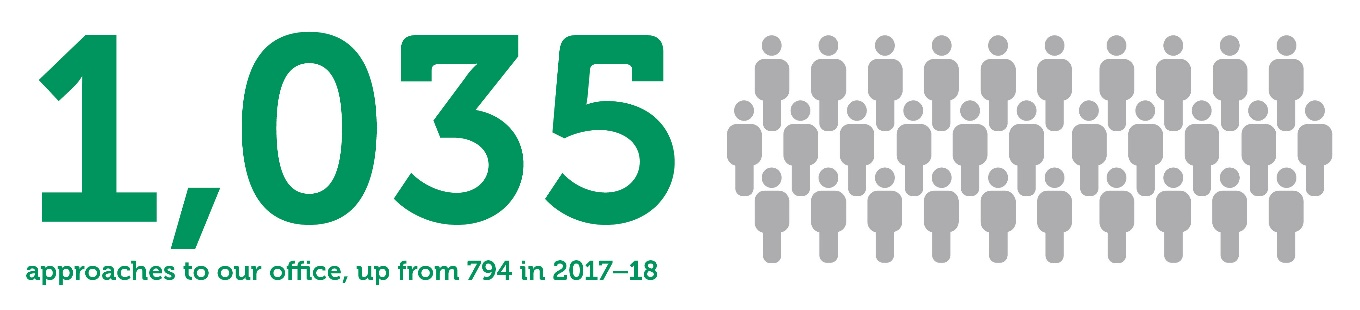 1,035
approaches to our office, up from 794 in 2017–18